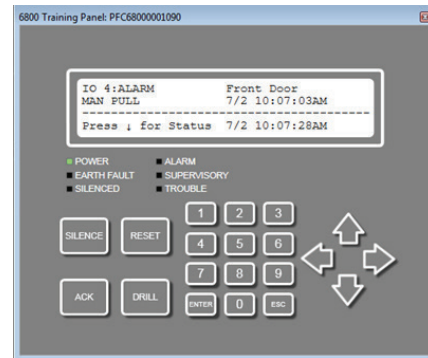 6800 Training Panel: PFC68000001090
IO 4:ALARM Front Door
MAN PULL 7/2 10:07:03AM
Press ↓ for Status 7/2 10:07:28AM
POWER ALARM
EARTH FAULT SUPERVISORY
SILENCED TROUBLE
1 2 3
SILENCE RESET
4 5 6
7 8 9
ACK DRILL
ENTER 0 ESC